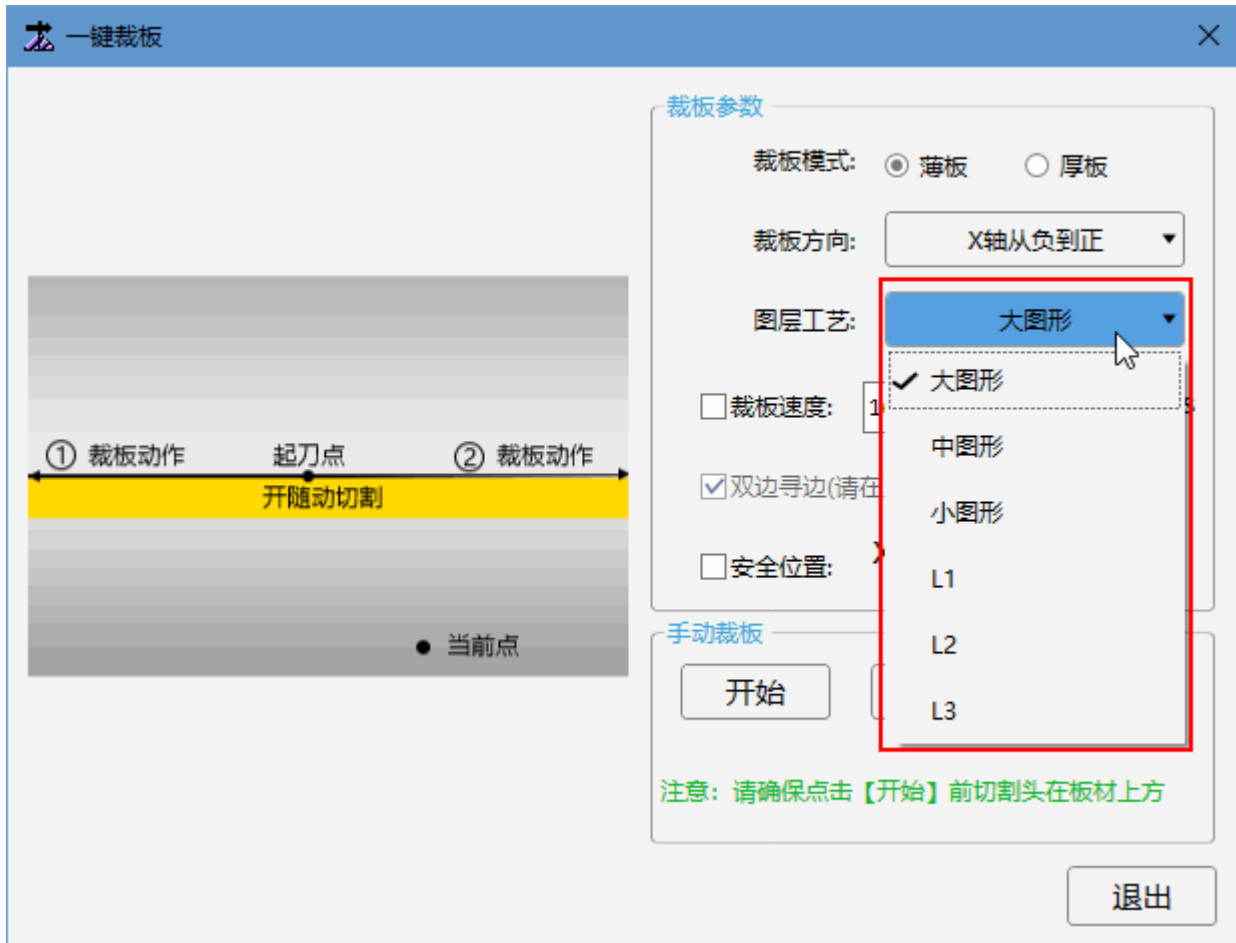 一键裁板
裁板参数
裁板模式: 薄板 厚板
裁板方向: X轴从负到正
图层工艺: 大图形
大图形
裁板速度: 1
中图形
① 裁板动作 起刀点 ② 裁板动作
双边寻边(请在
开随动切割
小图形
安全位置:
L1
手动裁板
L2
当前点
开始
L3
注意: 请确保点击【开始】前切割头在板材上方
退出